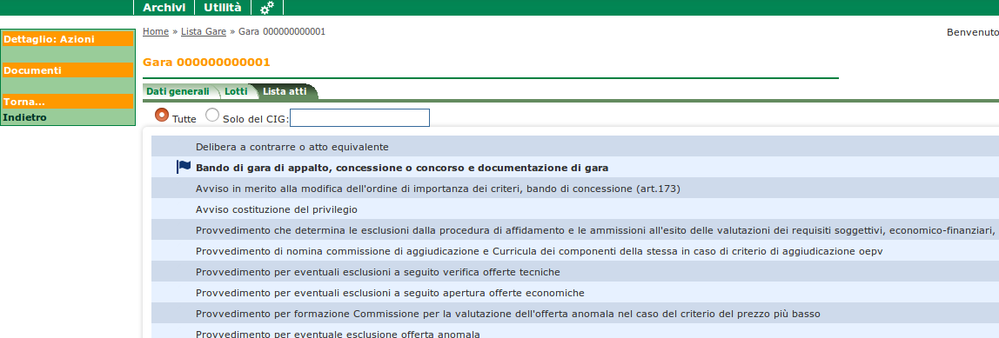 Archivi Utilità
Dettaglio: Azioni
Documenti
Torna...
Indietro
Home » Lista Gare » Gara 000000000001
Benvenuto
Gara 000000000001
Dati generali Lotti Lista atti
Tutte Solo del CIG:
Delibera a contrarre o atto equivalente
Bando di gara di appalto, concessione o concorso e documentazione di gara
Avviso in merito alla modifica dell'ordine di importanza dei criteri, bando di concessione (art.173)
Avviso costituzione del privilegio
Provvedimento che determina le esclusioni dalla procedura di affidamento e le ammissioni all'esito delle valutazioni dei requisiti soggettivi, economico-finanziari,
Provvedimento di nomina commissione di aggiudicazione e Curricula dei componenti della stessa in caso di criterio di aggiudicazione oepv
Provvedimento per eventuali esclusioni a seguito verifica offerte tecniche
Provvedimento per eventuali esclusioni a seguito apertura offerte economiche
Provvedimento per formazione Commissione per la valutazione dell'offerta anomala nel caso del criterio del prezzo più basso
Provvedimento per eventuale esclusione offerta anomala